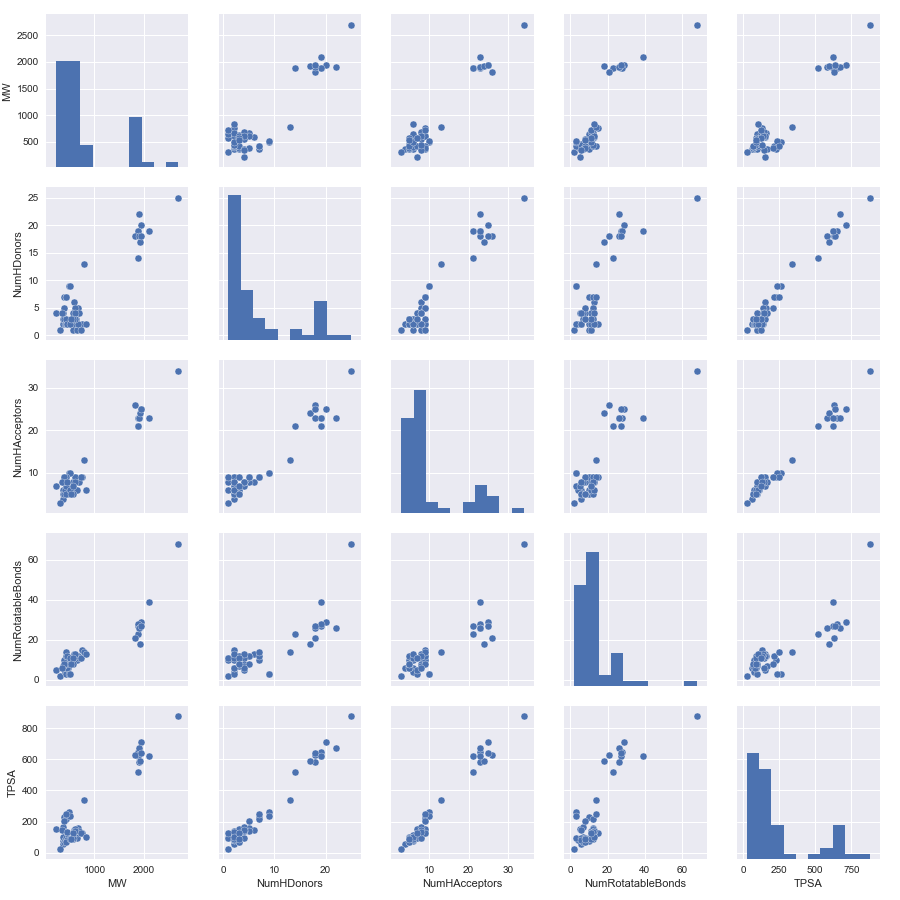 2500
2000
1500
1000
500
MW
25
20
15
10
5
0
NumHDonors
30
20
10
NumHAcceptors
60
40
20
0
NumRotatableBonds
800
600
400
200
0
TPSA
1000 2000
MW
0 10 20
NumHDonors
10 20 30
NumHAcceptors
0 20 40 60
NumRotatableBonds
0 250 500 750
TPSA